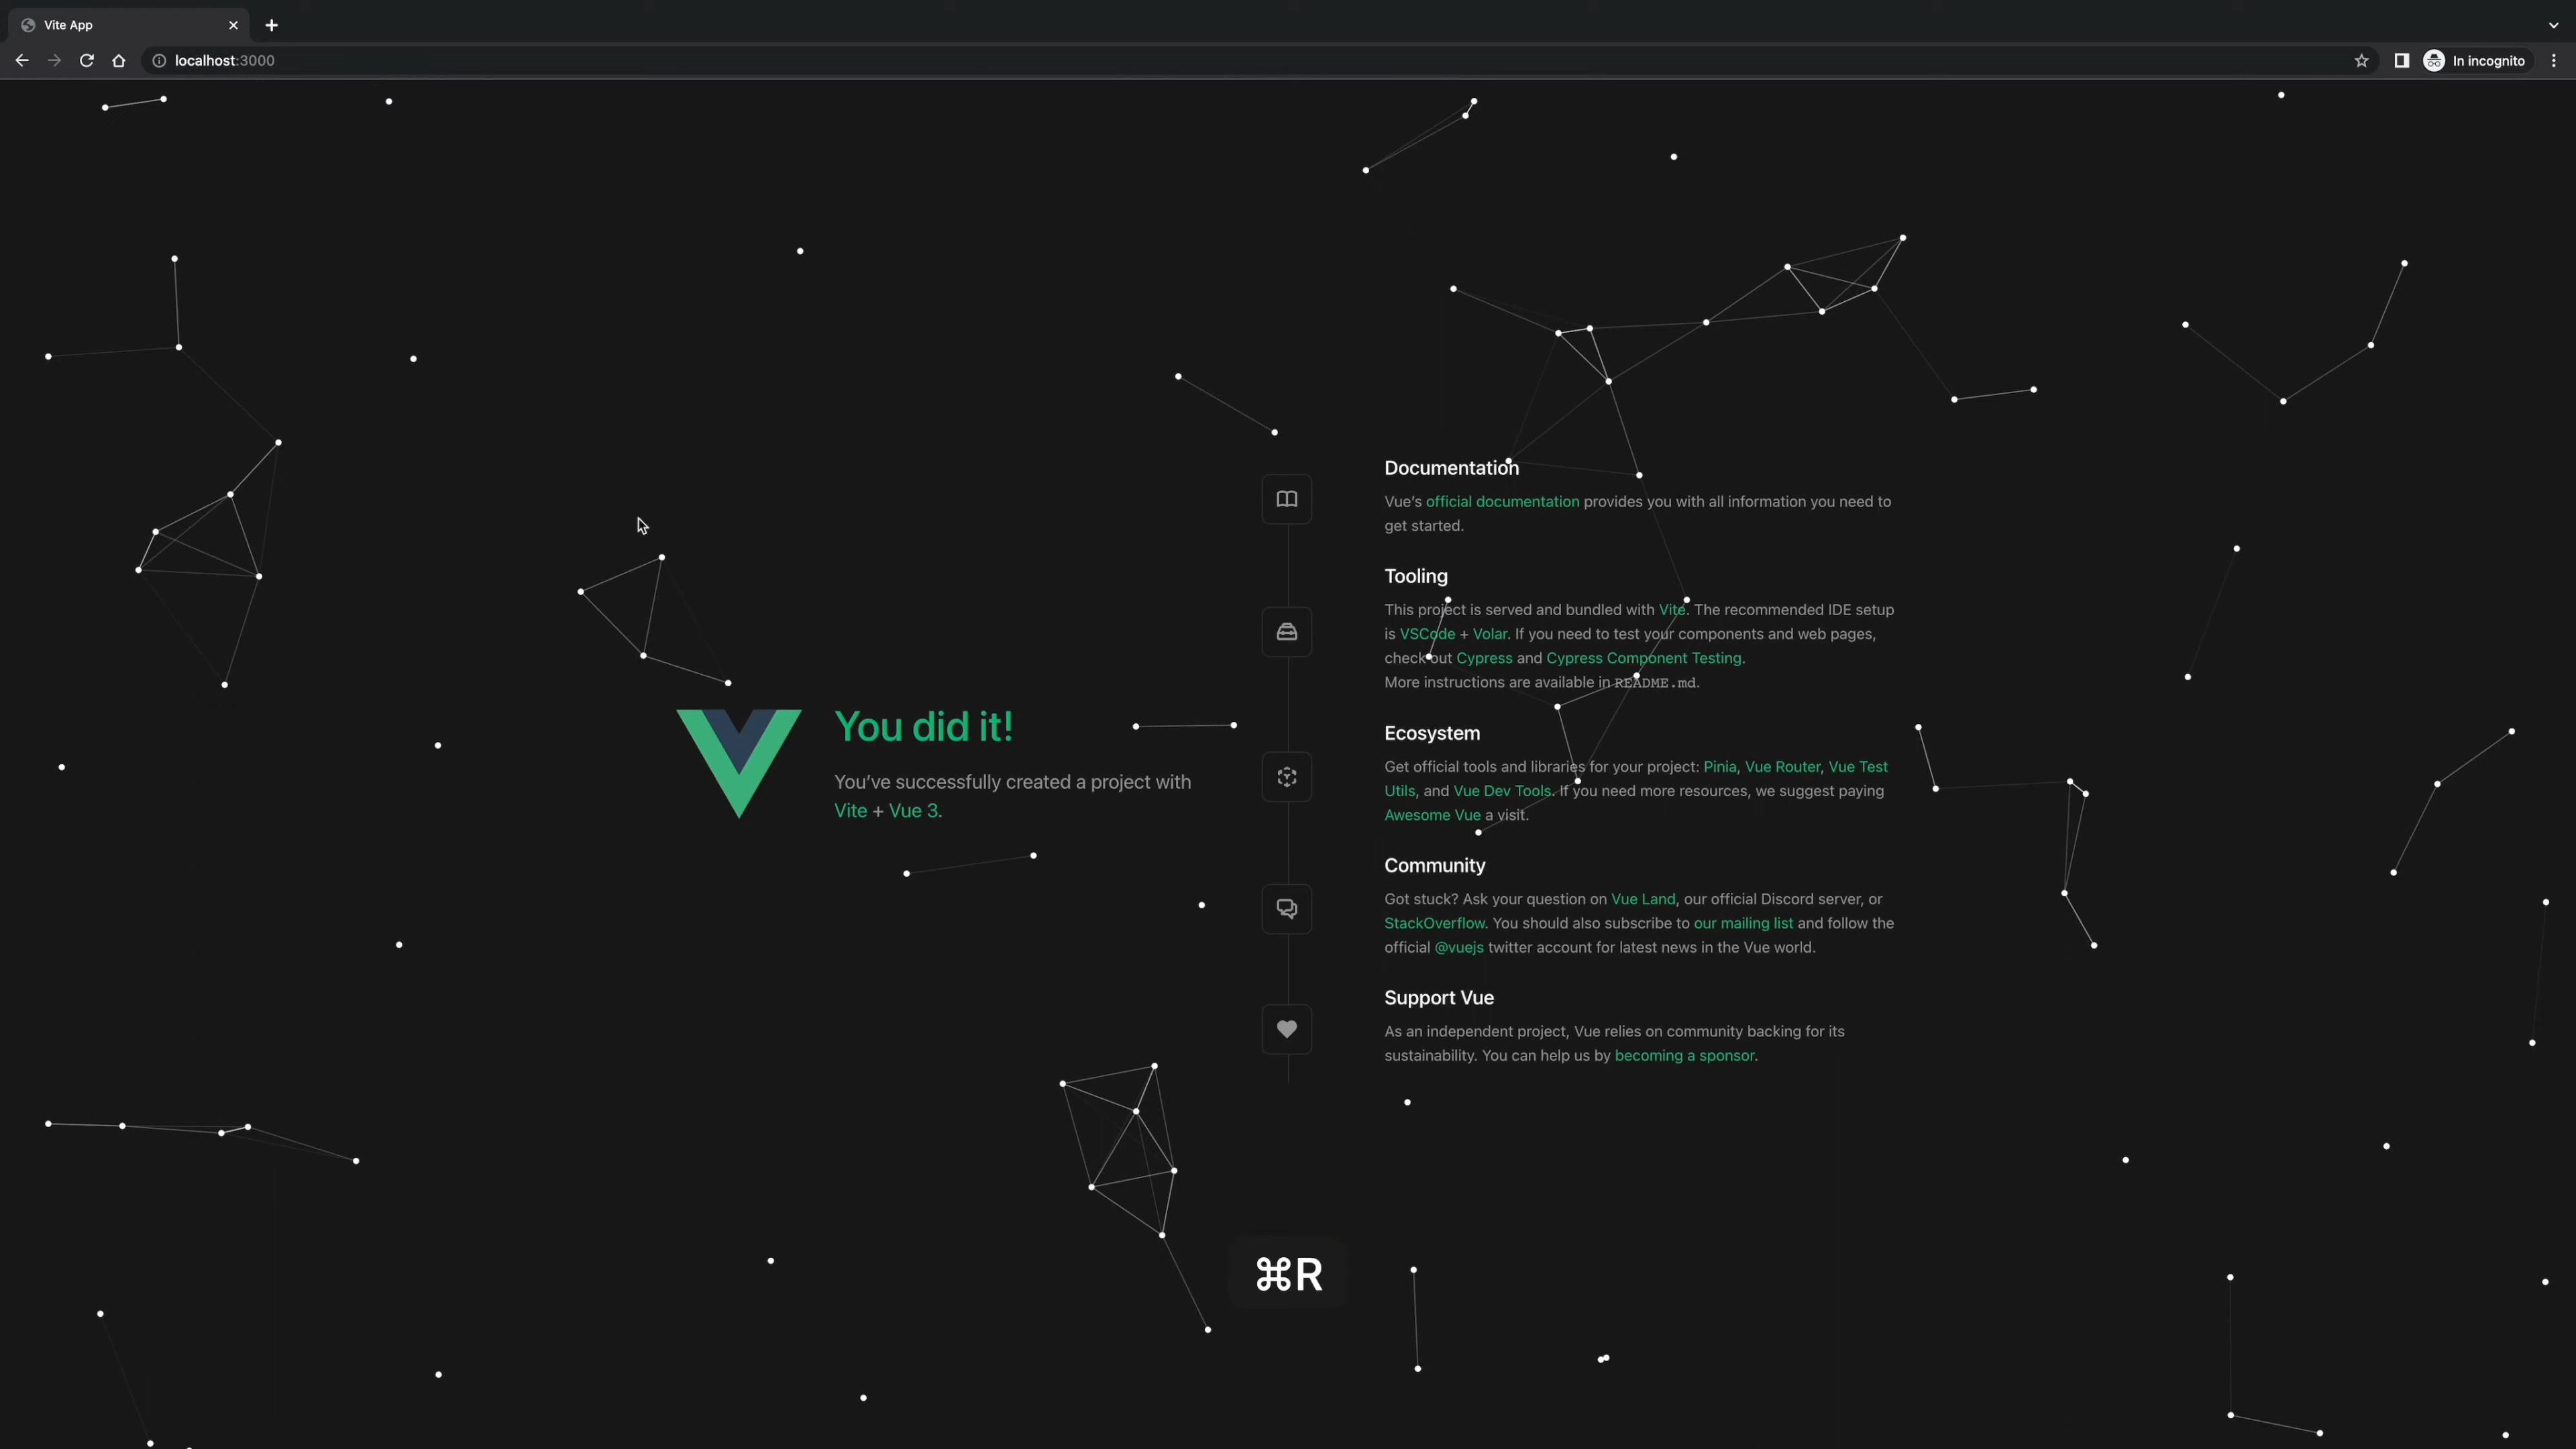 Vite App
localhost:3000
In incognito
Documentation
Vue’s official documentation provides you with all information you need to
get started.
Tooling
This project is served and bundled with Vite. The recommended IDE setup
is VSCode + Volar. If you need to test your components and web pages,
check out Cypress and Cypress Component Testing.
More instructions are available in README.md.
You did it!
You’ve successfully created a project with
Vite + Vue 3.
Ecosystem
Get official tools and libraries for your project: Pinia, Vue Router, Vue Test
Utils, and Vue Dev Tools. If you need more resources, we suggest paying
Awesome Vue a visit.
Community
Got stuck? Ask your question on Vue Land, our official Discord server, or
StackOverflow. You should also subscribe to our mailing list and follow the
official @vuejs twitter account for latest news in the Vue world.
Support Vue
As an independent project, Vue relies on community backing for its
sustainability. You can help us by becoming a sponsor.
⌘R